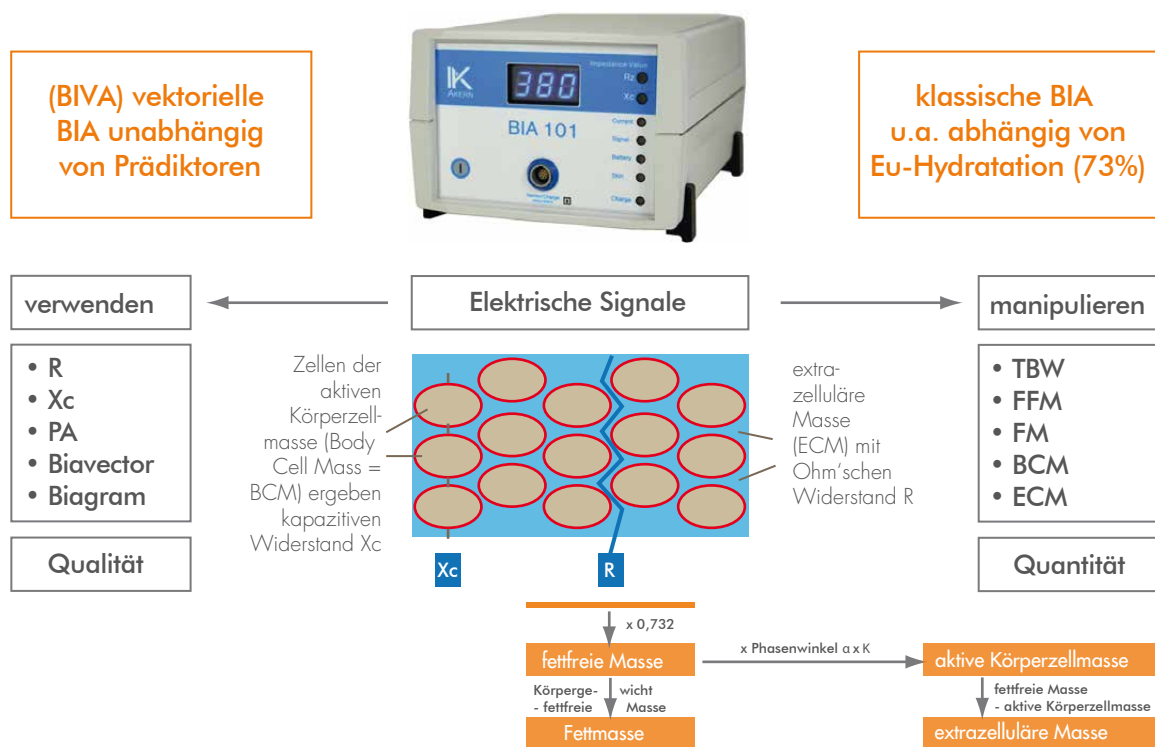 (BIVA) vektorielle
BIA unabhängig
von Prädiktoren
AKERN
380
Impedance Value
Rz
Xc
BIA 101
Current
Signal
Battery
Skin
Charge
klassische BIA
u.a. abhängig von
Eu-Hydratation (73%)
verwenden
Elektrische Signale
manipulieren
• R
• Xc
• PA
• Biavector
• Biagram
Zellen der
aktiven
Körperzell-
masse (Body
Cell Mass =
BCM) ergeben
kapazitiven
Widerstand Xc
extra-
zelluläre
Masse
(ECM) mit
Ohm'schen
Widerstand R
• TBW
• FFM
• FM
• BCM
• ECM
Qualität
Xc
R
Quantität
x 0,732
fettfreie Masse
x Phasenwinkel α x K
aktive Körperzellmasse
Körperge- wicht
- fettfreie Masse
fettfreie Masse
- aktive Körperzellmasse
Fettmasse
extrazelluläre Masse